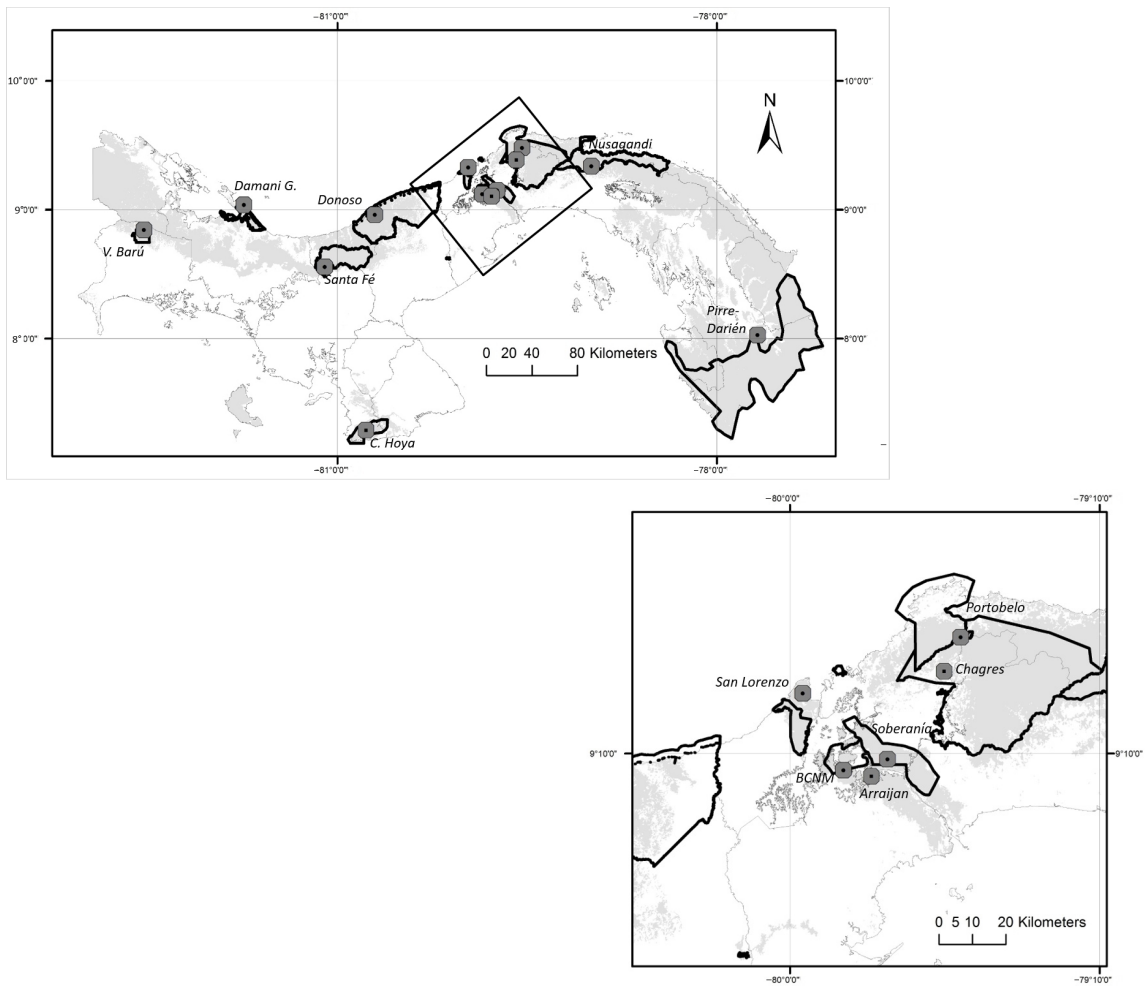 −81°0'0"
−78°0'0"
10°0'0"
10°0'0"
N
Nusagandi
Damani G.
Donoso
9°0'0"
9°0'0"
V. Barú
Santa Fé
Pirre-
Darién
8°0'0"
8°0'0"
0 20 40 80 Kilometers
C. Hoya
−81°0'0"
−78°0'0"
−80°0'0"
−79°10'0"
Portobelo
Chagres
San Lorenzo
Soberanía
9°10'0"
9°10'0"
BCNM
Arraijan
0 5 10 20 Kilometers
−80°0'0"
−79°10'0"